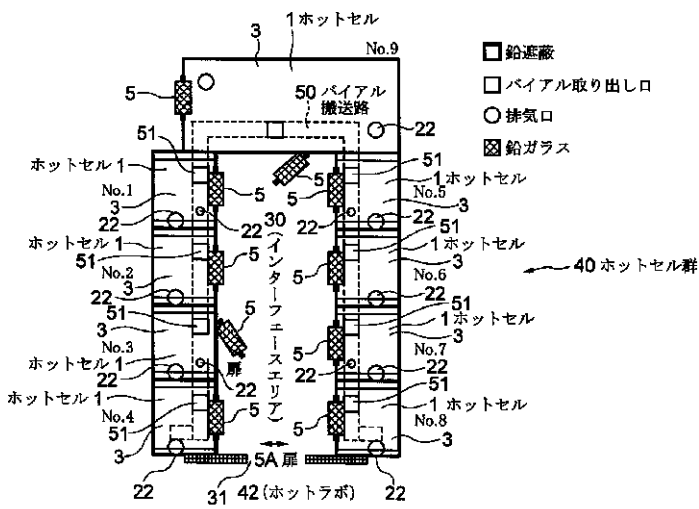 1 ホットセル
3
No.9
5
50 バイアル
搬送路
22
鉛遮蔽
バイアル取り出し口
排気口
鉛ガラス
51
ホットセル 1
5
5
5
51
1 ホットセル
No.1
No.5
3
3
22
22
22
22
30
(インターフェースエリア)
ホットセル 1
51
5
5
51
1 ホットセル
No.2
No.6
3
3
22
22
40 ホットセル群
51
3
5
扉
5
51
1 ホットセル
3
ホットセル 1
No.3
No.7
22
22
22
22
ホットセル 1
51
5
5
51
1 ホットセル
No.4
No.8
3
3
22
22
5A 扉
31
42 (ホットラボ)